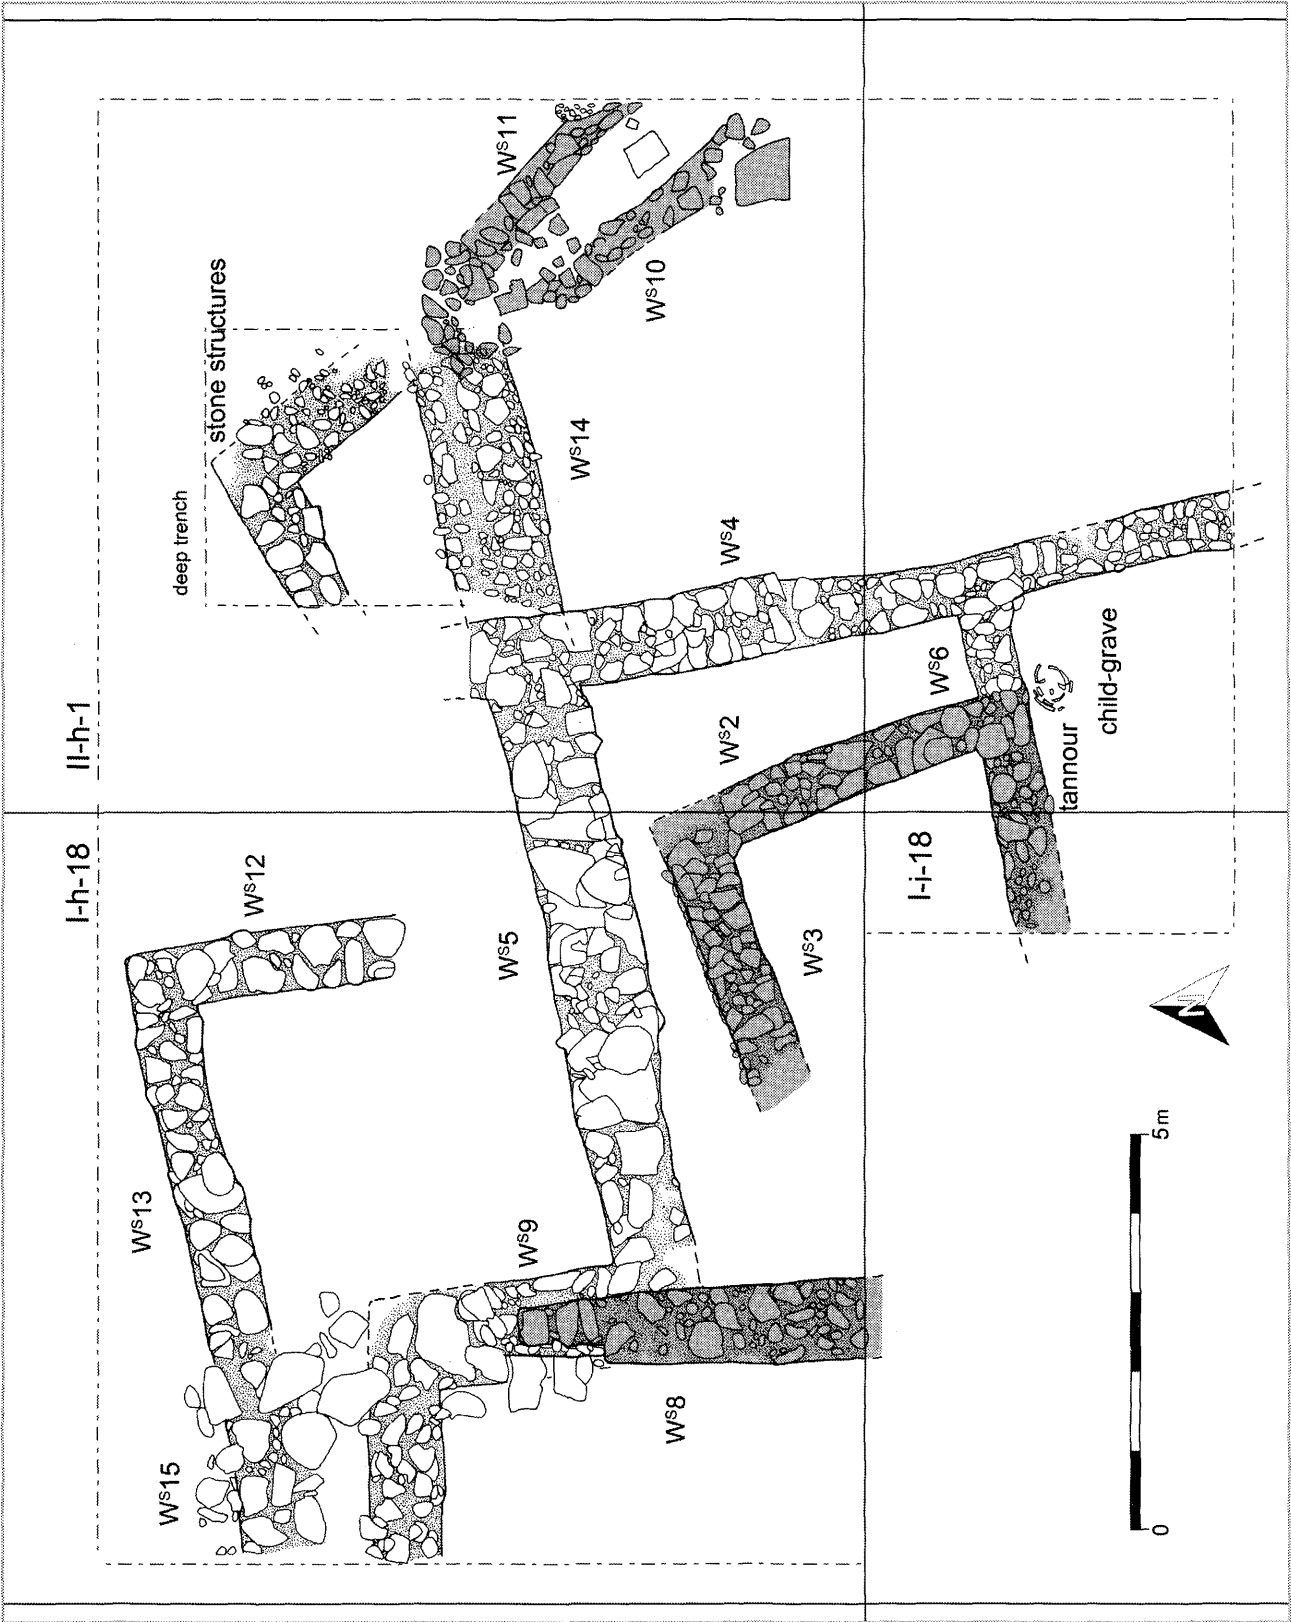 I-h-18
II-h-1
Wˢ13
Wˢ15
deep trench
stone structures
Wˢ12
Wˢ5
Wˢ11
Wˢ9
Wˢ14
Wˢ10
Wˢ8
Wˢ2
Wˢ4
Wˢ3
I-i-18
Wˢ6
tannour
child-grave
N
0 5 m